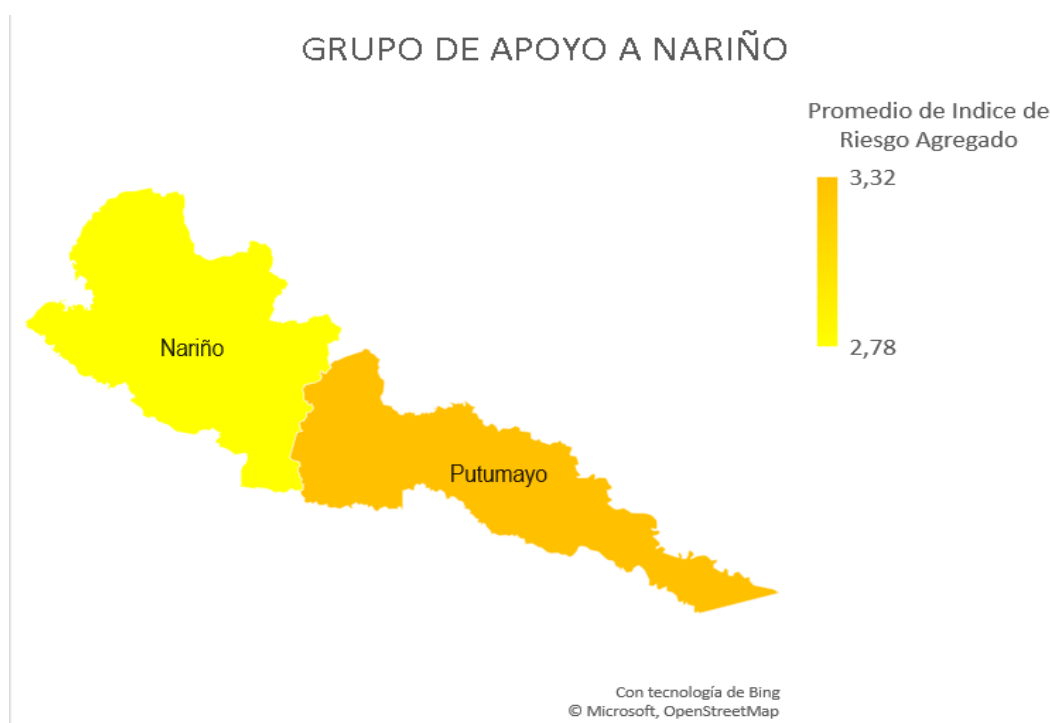 GRUPO DE APOYO A NARIÑO
Promedio de Indice de
Riesgo Agregado
3,32
2,78
Nariño
Putumayo
Con tecnología de Bing
© Microsoft, OpenStreetMap